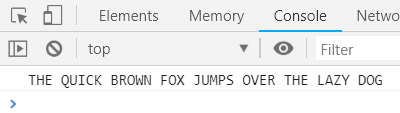 Elements Memory Console Netwo
top Filter
THE QUICK BROWN FOX JUMPS OVER THE LAZY DOG